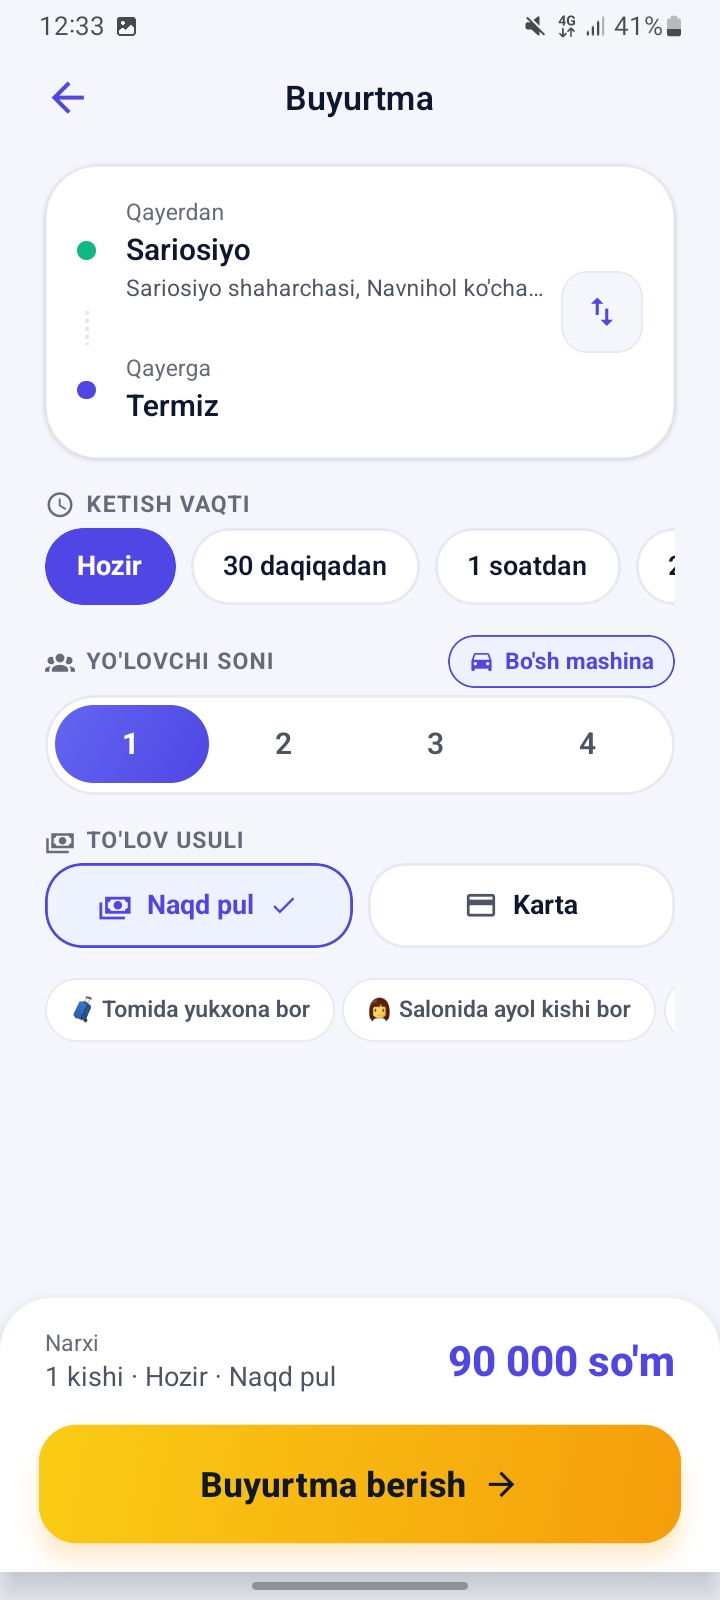 12:33
4G 41%
Buyurtma
Qayerdan
Sariosiyo
Sariosiyo shaharchasi, Navnihol ko'cha...
Qayerga
Termiz
KETISH VAQTI
Hozir
30 daqiqadan
1 soatdan
YO'LOVCHI SONI
Bo'sh mashina
1
2
3
4
TO'LOV USULI
Naqd pul
Karta
Tomida yukxona bor
Salonida ayol kishi bor
Narxi
1 kishi · Hozir · Naqd pul
90 000 so'm
Buyurtma berish